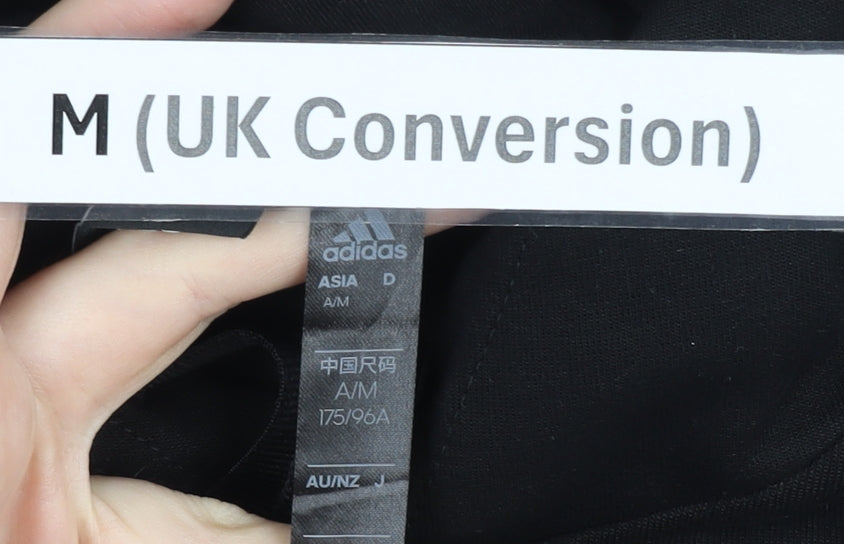 M (UK Conversion)
adidas
ASIA D
A/M
中国尺码
A/M
175/96A
AU/NZ J